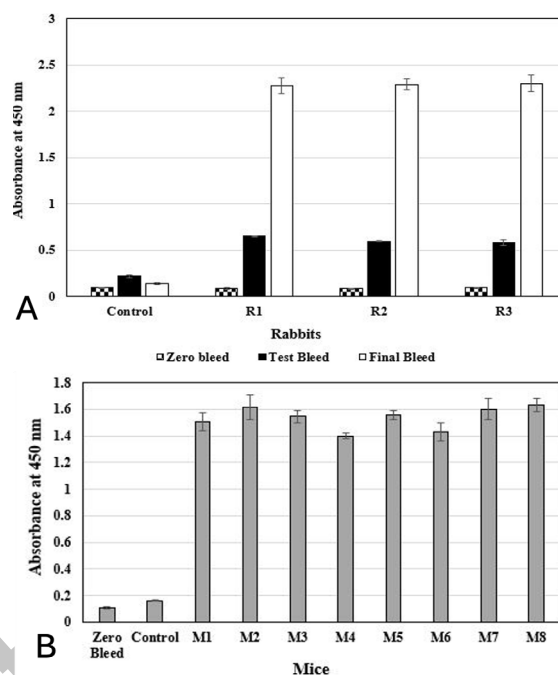 3
2.5
2
1.5
1
0.5
0
Absorbance at 450 nm
A
Control R1 R2 R3
Rabbits
Zero bleed Test Bleed Final Bleed
1.8
1.6
1.4
1.2
1
0.8
0.6
0.4
0.2
0
Absorbance at 450 nm
B
Zero Bleed Control M1 M2 M3 M4 M5 M6 M7 M8
Mice